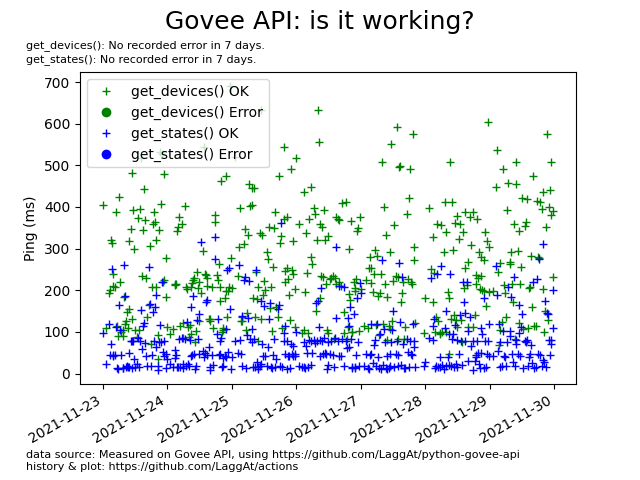 Govee API: is it working?
get_devices(): No recorded error in 7 days.
get_states(): No recorded error in 7 days.
get_devices() OK
get_devices() Error
get_states() OK
get_states() Error
Ping (ms)
700
600
500
400
300
200
100
0
2021-11-23
2021-11-24
2021-11-25
2021-11-26
2021-11-27
2021-11-28
2021-11-29
2021-11-30
data source: Measured on Govee API, using https://github.com/LaggAt/python-govee-api
history & plot: https://github.com/LaggAt/actions